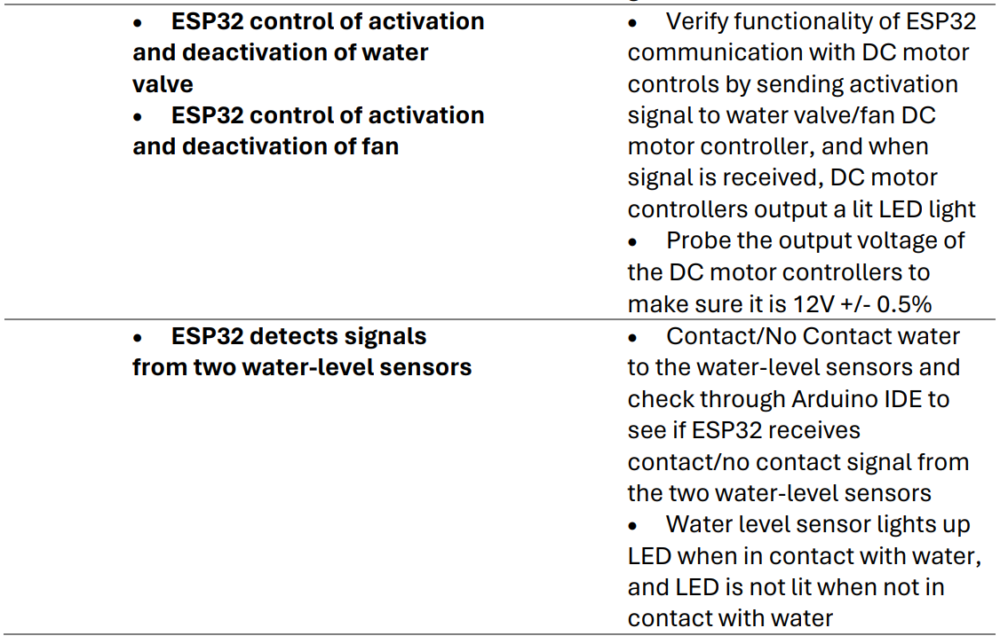 • ESP32 control of activation
and deactivation of water
valve
• ESP32 control of activation
and deactivation of fan
• Verify functionality of ESP32
communication with DC motor
controls by sending activation
signal to water valve/fan DC
motor controller, and when
signal is received, DC motor
controllers output a lit LED light
• Probe the output voltage of
the DC motor controllers to
make sure it is 12V +/- 0.5%
• ESP32 detects signals
from two water-level sensors
• Contact/No Contact water
to the water-level sensors and
check through Arduino IDE to
see if ESP32 receives
contact/no contact signal from
the two water-level sensors
• Water level sensor lights up
LED when in contact with water,
and LED is not lit when not in
contact with water